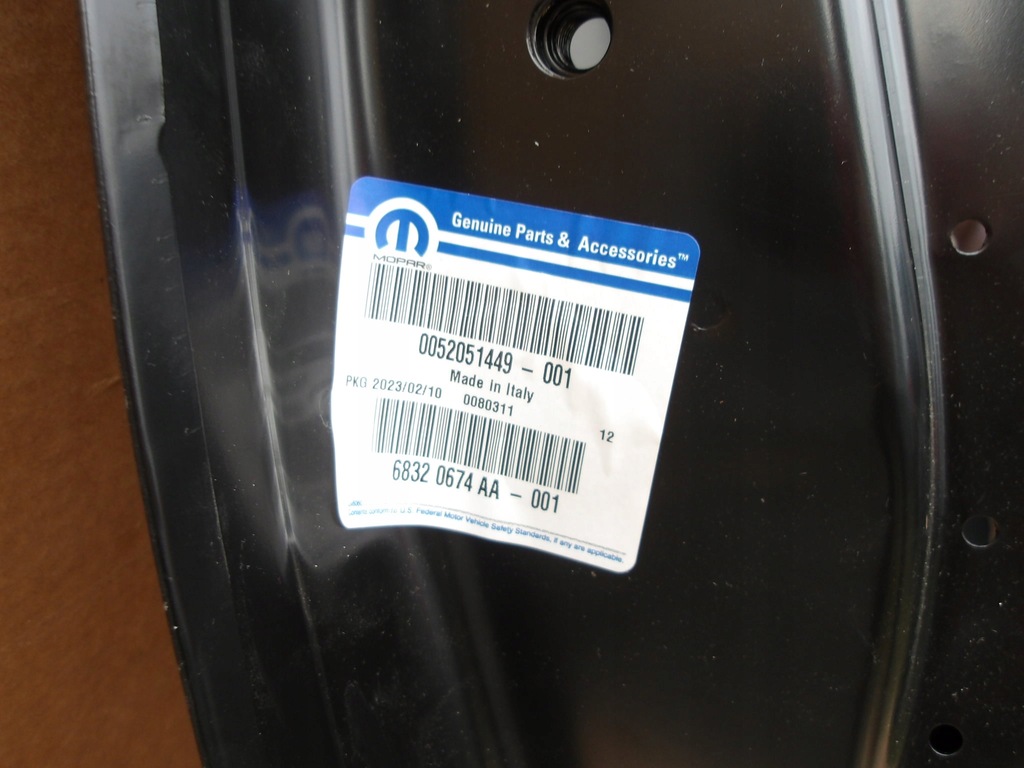 Genuine Parts & Accessories™
MOPAR®
0052051449 - 001
Made in Italy
PKG 2023/02/10 0080311
12
6832 0674 AA - 001
U.S. Federal Motor Vehicle Safety Standards, if any are applicable.